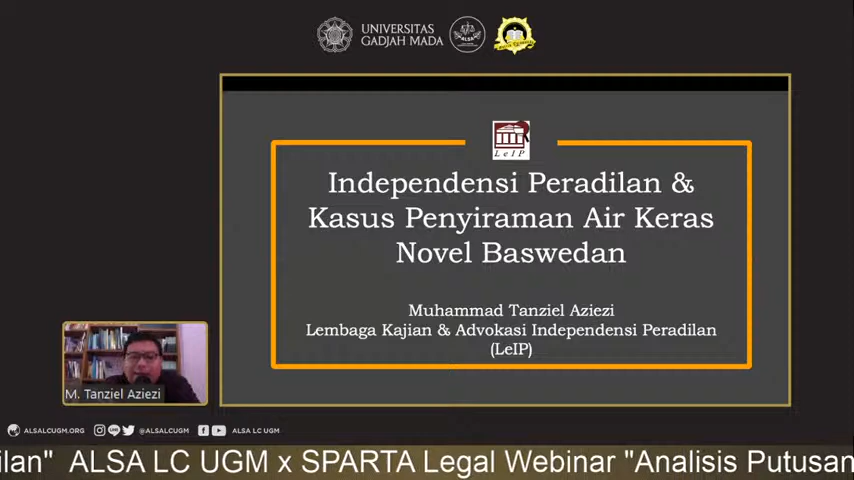 UNIVERSITAS
GADJAH MADA
ALSA
LeIP
Independensi Peradilan &
Kasus Penyiraman Air Keras
Novel Baswedan
Muhammad Tanziel Aziezi
Lembaga Kajian & Advokasi Independensi Peradilan
(LeIP)
M. Tanziel Aziezi
ALSALCUGM.ORG @ALSALCUGM ALSA LC UGM
ilan" ALSA LC UGM x SPARTA Legal Webinar "Analisis Putusan